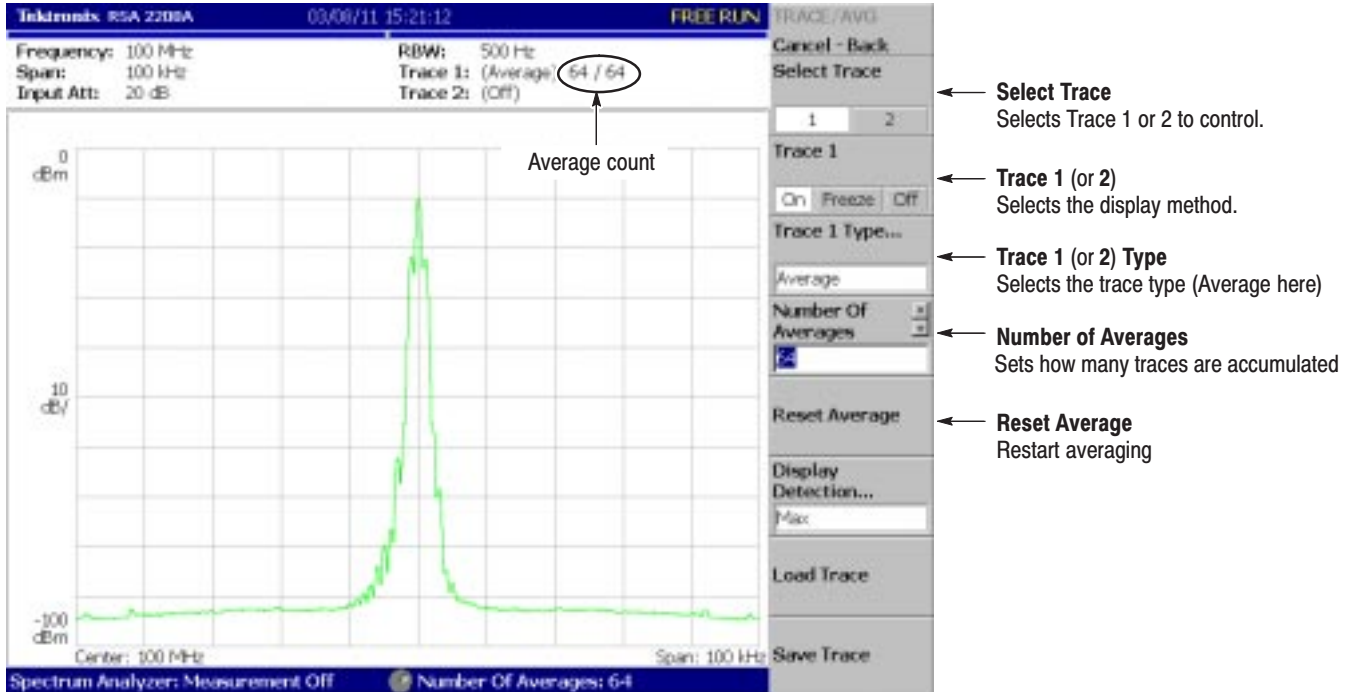 Tektronix RSA 2200A 03/08/11 15:21:12 FREE RUN
Frequency: 100 MHz
Span: 100 kHz
Input Att: 20 dB
RBW: 500 Hz
Trace 1: (Average) 64 / 64
Trace 2: (Off)
Average count
0
dBm
10
dB/
-100
dBm
Center: 100 MHz Span: 100 kHz
Spectrum Analyzer: Measurement Off Number Of Averages: 64
TRACE/AVG
Cancel - Back
Select Trace
1 2
Trace 1
On Freeze Off
Trace 1 Type...
Average
Number Of
Averages
64
Reset Average
Display
Detection...
Max
Load Trace
Save Trace
Select Trace
Selects Trace 1 or 2 to control.
Trace 1 (or 2)
Selects the display method.
Trace 1 (or 2) Type
Selects the trace type (Average here)
Number of Averages
Sets how many traces are accumulated
Reset Average
Restart averaging